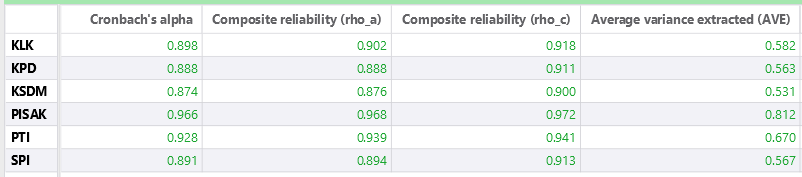 Cronbach's alpha Composite reliability (rho_a) Composite reliability (rho_c) Average variance extracted (AVE)
KLK 0.898 0.902 0.918 0.582
KPD 0.888 0.888 0.911 0.563
KSDM 0.874 0.876 0.900 0.531
PISAK 0.966 0.968 0.972 0.812
PTI 0.928 0.939 0.941 0.670
SPI 0.891 0.894 0.913 0.567